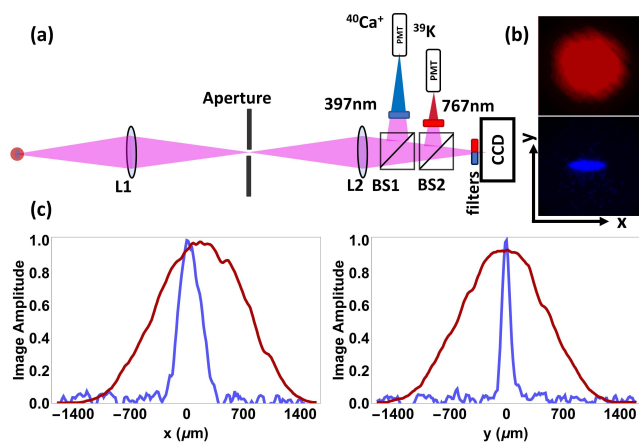 (a)
⁴⁰Ca⁺
³⁹K
PMT
PMT
(b)
Aperture
397nm
767nm
L1
L2
BS1
BS2
filters
CCD
y
x
(c)
Image Amplitude
1.0
0.8
0.6
0.4
0.2
0.0
−1400
−700
0
700
1400
x (μm)
Image Amplitude
1.0
0.8
0.6
0.4
0.2
0.0
−1400
−700
0
700
1400
y (μm)